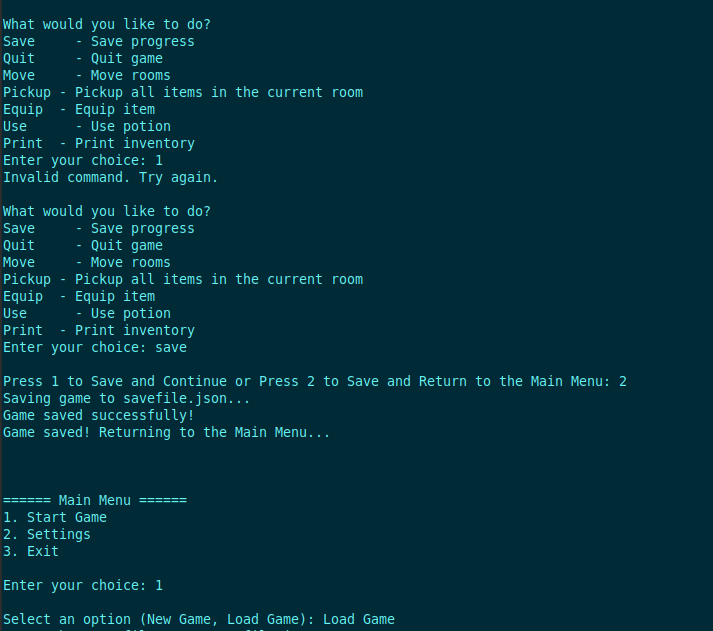 What would you like to do?
Save     - Save progress
Quit     - Quit game
Move     - Move rooms
Pickup - Pickup all items in the current room
Equip  - Equip item
Use      - Use potion
Print  - Print inventory
Enter your choice: 1
Invalid command. Try again.

What would you like to do?
Save     - Save progress
Quit     - Quit game
Move     - Move rooms
Pickup - Pickup all items in the current room
Equip  - Equip item
Use      - Use potion
Print  - Print inventory
Enter your choice: save

Press 1 to Save and Continue or Press 2 to Save and Return to the Main Menu: 2
Saving game to savefile.json...
Game saved successfully!
Game saved! Returning to the Main Menu...

====== Main Menu ======
1. Start Game
2. Settings
3. Exit

Enter your choice: 1

Select an option (New Game, Load Game): Load Game